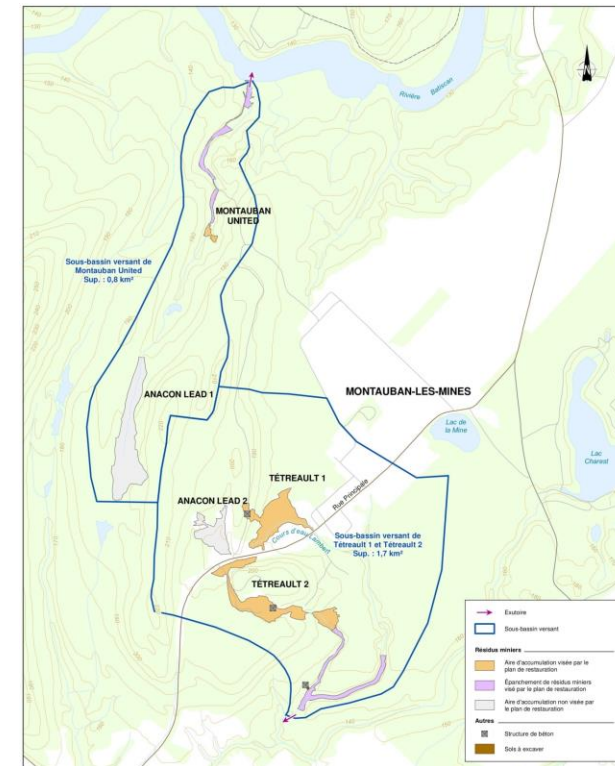 Rivière Batiscan
MONTAUBAN
UNITED
Sous-bassin versant de
Montauban United
Sup. : 0,8 km²
ANACON LEAD 1
MONTAUBAN-LES-MINES
Lac de
la Mine
Lac
Charest
TÉTREAULT 1
Rue Principale
ANACON LEAD 2
Cours d'eau Lambert
Sous-bassin versant de
Tétreault 1 et Tétreault 2
Sup. : 1,7 km²
TÉTREAULT 2
Exutoire
Sous-bassin versant
Résidus miniers
Aire d'accumulation visée par le
plan de restauration
Épanchement de résidus miniers
visé par le plan de restauration
Aire d'accumulation non visée par
le plan de restauration
Autres
Structure de béton
Sols à excaver